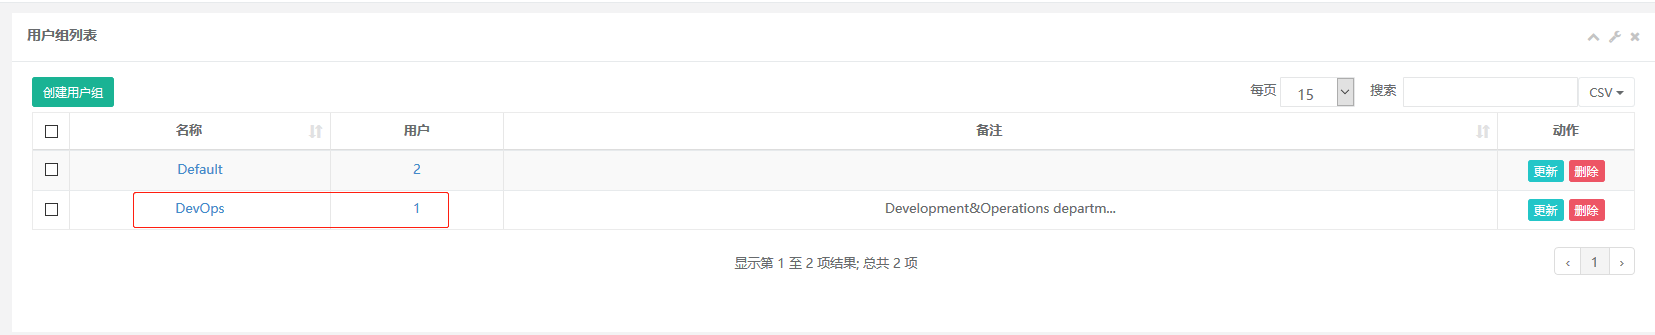 用户组列表
创建用户组 每页 15 搜索 CSV
名称 用户 备注 动作
Default 2 更新 删除
DevOps 1 Development&Operations departm... 更新 删除
显示第 1 至 2 项结果; 总共 2 项 ‹ 1 ›